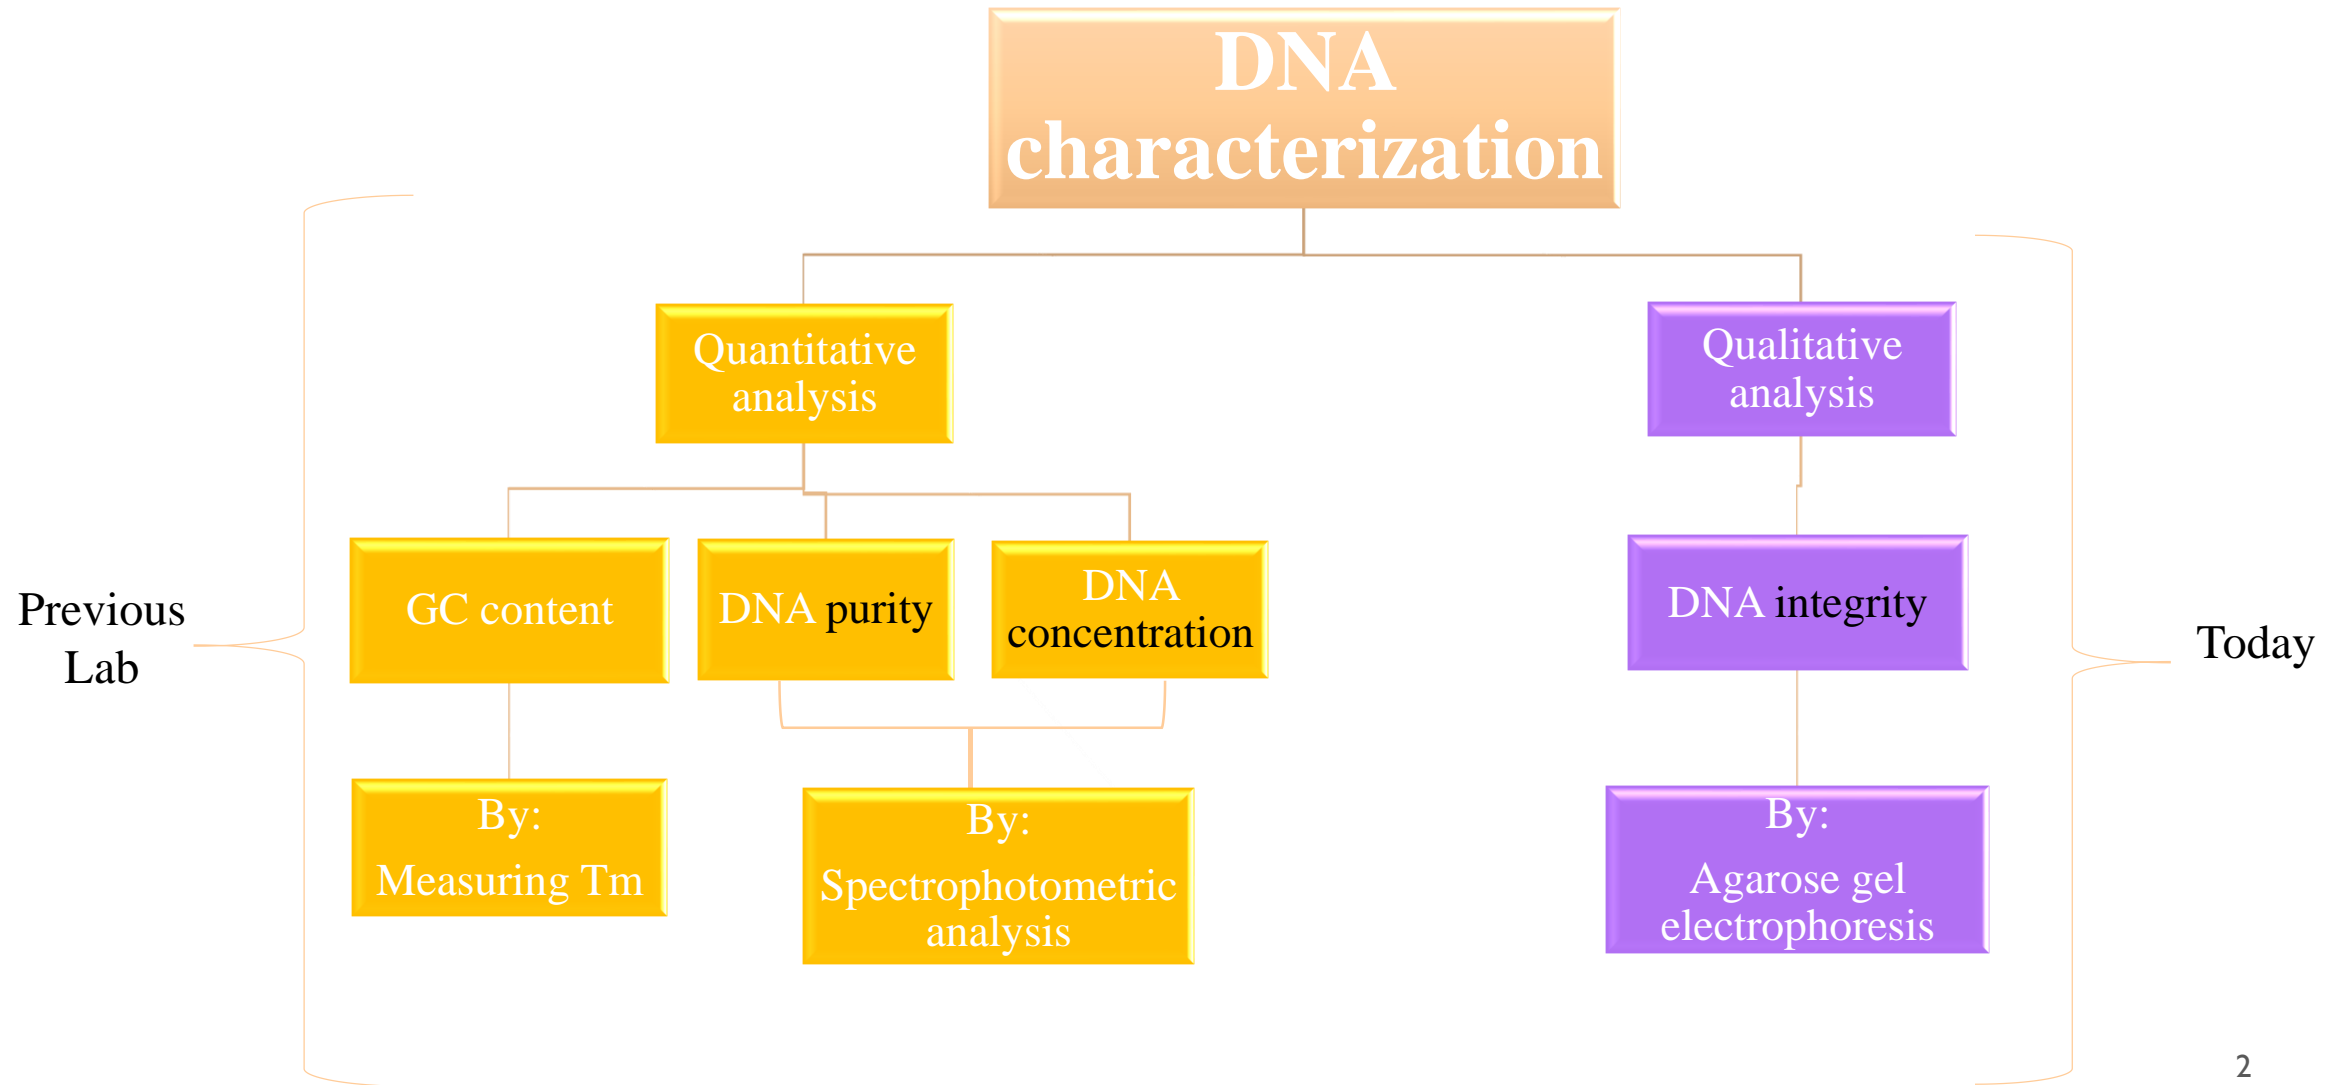 DNA
characterization
Quantitative
analysis
Qualitative
analysis
GC content
DNA purity
DNA
concentration
DNA integrity
Previous
Lab
Today
By:
Measuring Tm
By:
Spectrophotometric
analysis
By:
Agarose gel
electrophoresis
2